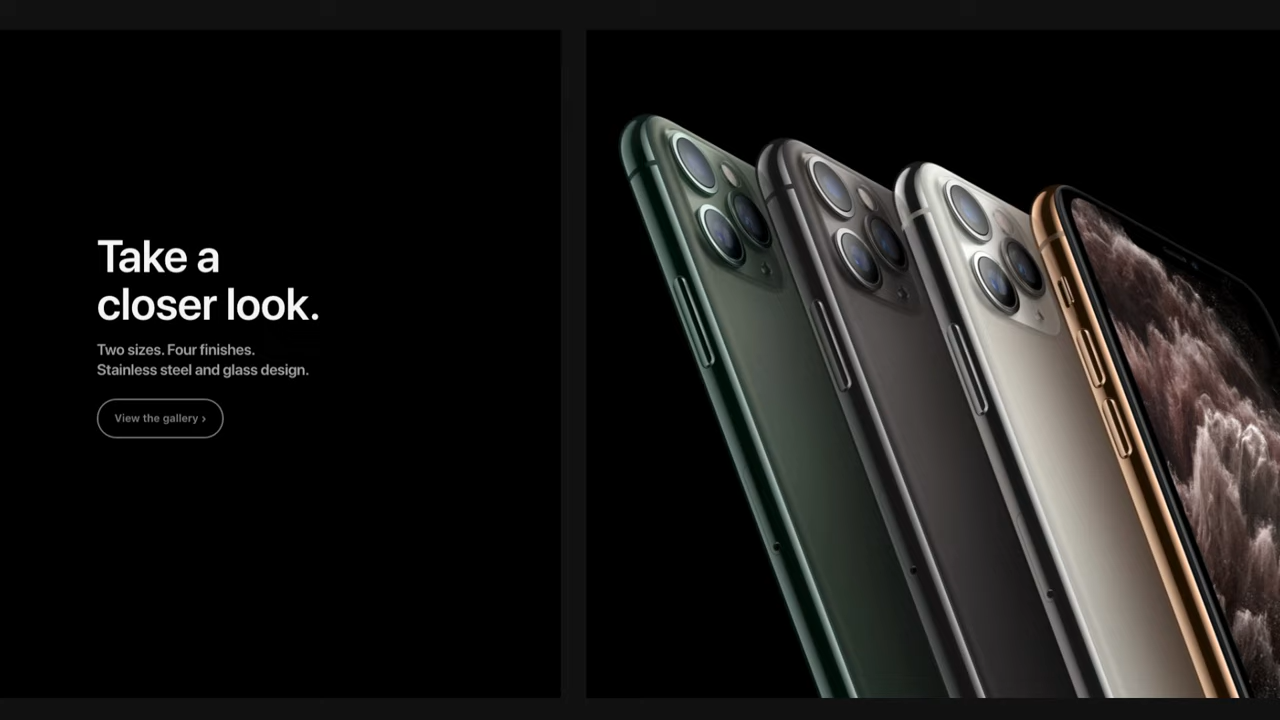 Take a
closer look.
Two sizes. Four finishes.
Stainless steel and glass design.
View the gallery ›